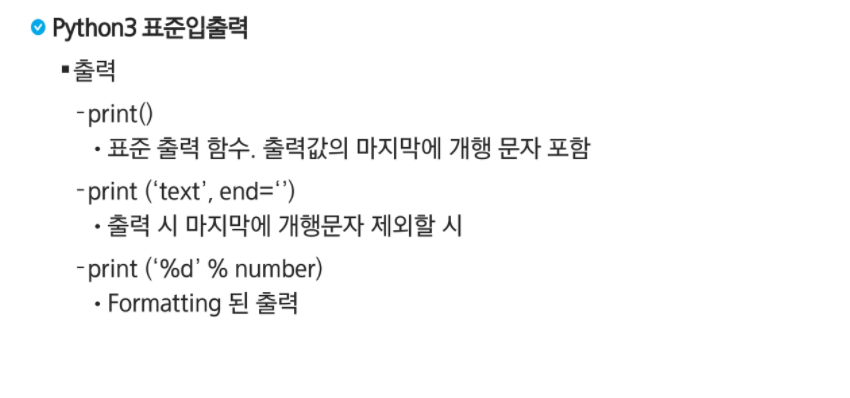 Python3 표준입출력
▪출력
-print()
• 표준 출력 함수. 출력값의 마지막에 개행 문자 포함
-print (‘text’, end=‘’)
• 출력 시 마지막에 개행문자 제외할 시
-print (‘%d’ % number)
• Formatting 된 출력